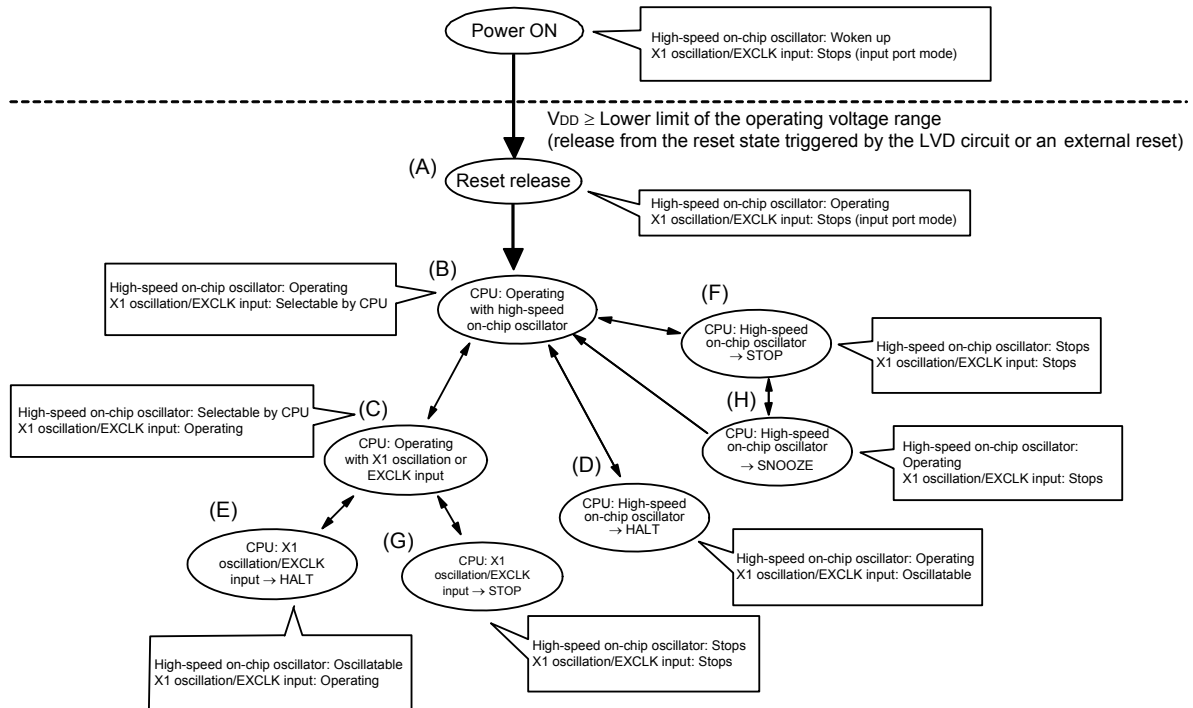 Power ON
High-speed on-chip oscillator: Woken up
X1 oscillation/EXCLK input: Stops (input port mode)
VDD ≥ Lower limit of the operating voltage range
(release from the reset state triggered by the LVD circuit or an external reset)
(A)
Reset release
High-speed on-chip oscillator: Operating
X1 oscillation/EXCLK input: Stops (input port mode)
(B)
CPU: Operating
with high-speed
on-chip oscillator
High-speed on-chip oscillator: Operating
X1 oscillation/EXCLK input: Selectable by CPU
(F)
CPU: High-speed
on-chip oscillator
→ STOP
High-speed on-chip oscillator: Stops
X1 oscillation/EXCLK input: Stops
High-speed on-chip oscillator: Selectable by CPU
X1 oscillation/EXCLK input: Operating
(C)
CPU: Operating
with X1 oscillation or
EXCLK input
(H)
CPU: High-speed
on-chip oscillator
→ SNOOZE
High-speed on-chip oscillator:
Operating
X1 oscillation/EXCLK input: Stops
(D)
CPU: High-speed
on-chip oscillator
→ HALT
High-speed on-chip oscillator: Operating
X1 oscillation/EXCLK input: Oscillatable
(E)
CPU: X1
oscillation/EXCLK
input → HALT
High-speed on-chip oscillator: Oscillatable
X1 oscillation/EXCLK input: Operating
(G)
CPU: X1
oscillation/EXCLK
input → STOP
High-speed on-chip oscillator: Stops
X1 oscillation/EXCLK input: Stops